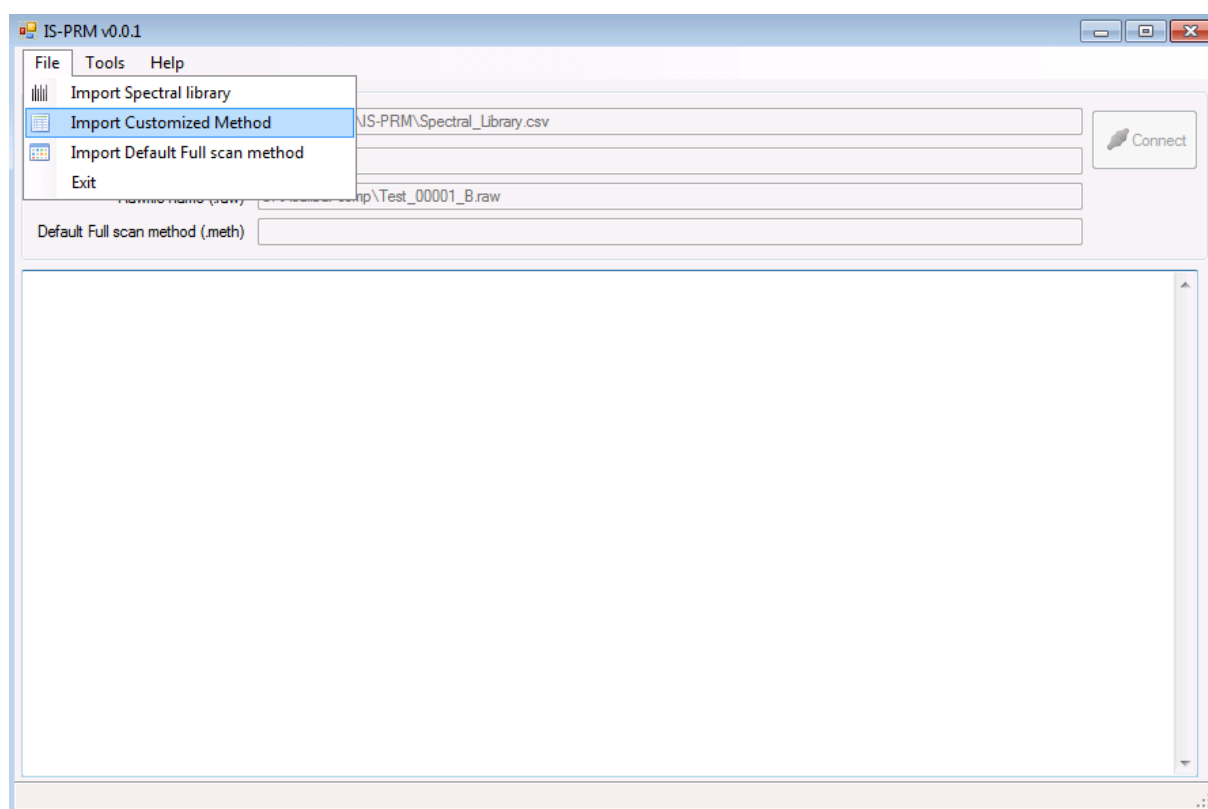 IS-PRM v0.0.1
File Tools Help
Import Spectral library
Import Customized Method
\IS-PRM\Spectral_Library.csv
Connect
Import Default Full scan method
Exit
(.raw)
\Test_00001_B.raw
Default Full scan method (.meth)